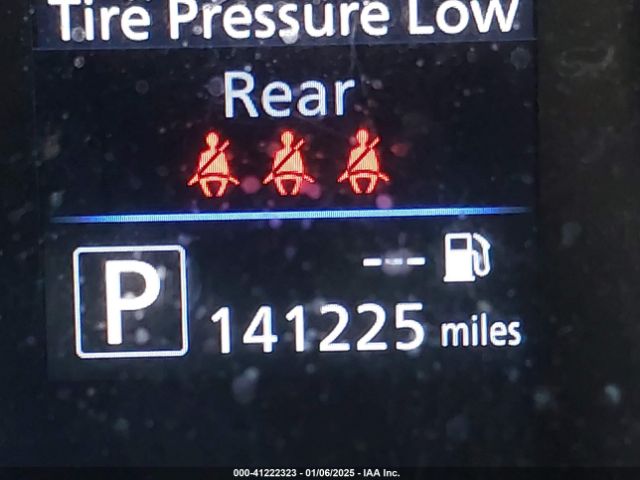 Tire Pressure Low
Rear
P
---
141225 miles
000-41222323 - 01/06/2025 - IAA Inc.